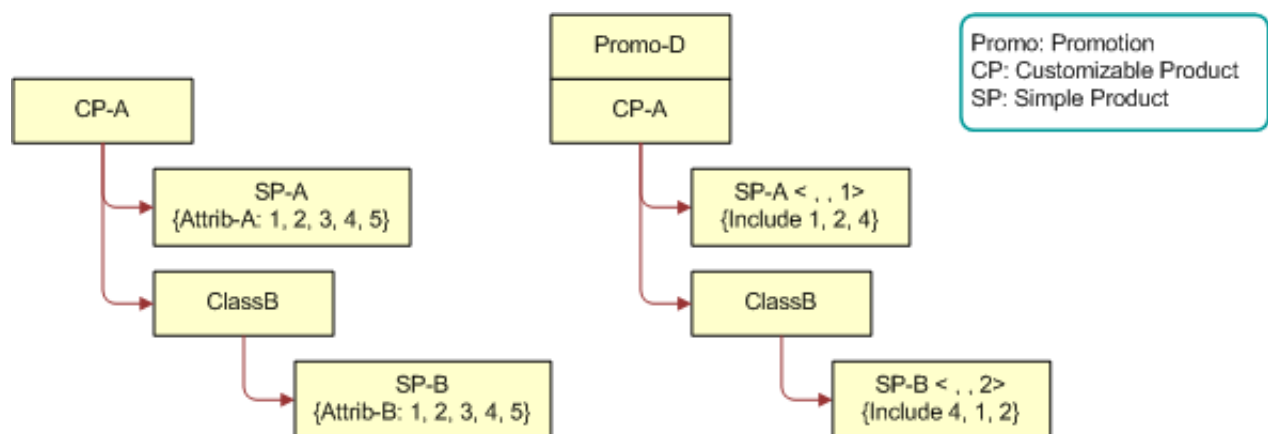 CP-A
SP-A
{Attrib-A: 1, 2, 3, 4, 5}
ClassB
SP-B
{Attrib-B: 1, 2, 3, 4, 5}
Promo-D
CP-A
SP-A < , , 1>
{Include 1, 2, 4}
ClassB
SP-B < , , 2>
{Include 4, 1, 2}
Promo: Promotion
CP: Customizable Product
SP: Simple Product